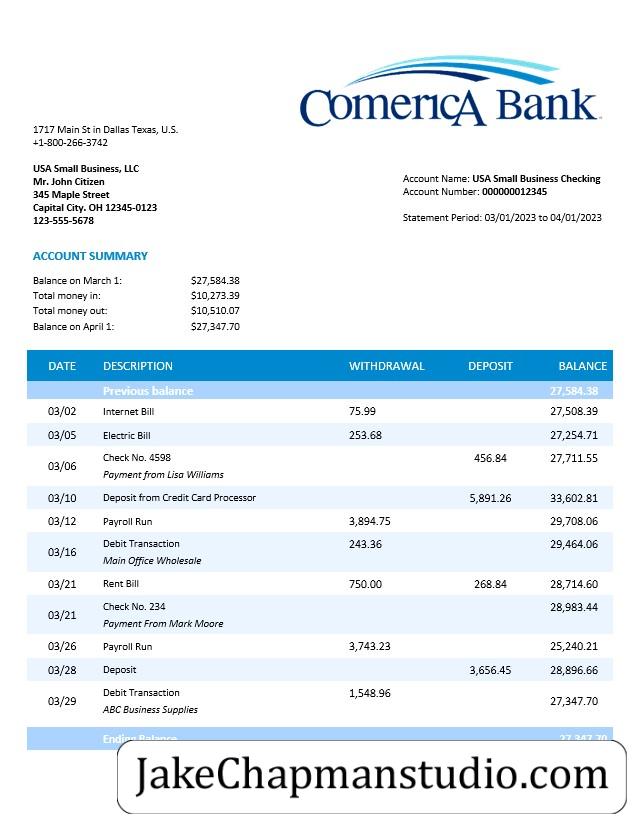 ComericA Bank
1717 Main St in Dallas Texas, U.S.
+1-800-266-3742
USA Small Business, LLC
Mr. John Citizen
345 Maple Street
Capital City. OH 12345-0123
123-555-5678
Account Name: USA Small Business Checking
Account Number: 000000012345
Statement Period: 03/01/2023 to 04/01/2023
ACCOUNT SUMMARY
Balance on March 1: $27,584.38
Total money in: $10,273.39
Total money out: $10,510.07
Balance on April 1: $27,347.70
DATE DESCRIPTION WITHDRAWAL DEPOSIT BALANCE
Previous balance 27,584.38
03/02 Internet Bill 75.99 27,508.39
03/05 Electric Bill 253.68 27,254.71
03/06 Check No. 4598 456.84 27,711.55
Payment from Lisa Williams
03/10 Deposit from Credit Card Processor 5,891.26 33,602.81
03/12 Payroll Run 3,894.75 29,708.06
03/16 Debit Transaction 243.36 29,464.06
Main Office Wholesale
03/21 Rent Bill 750.00 268.84 28,714.60
03/21 Check No. 234 28,983.44
Payment From Mark Moore
03/26 Payroll Run 3,743.23 25,240.21
03/28 Deposit 3,656.45 28,896.66
03/29 Debit Transaction 1,548.96 27,347.70
ABC Business Supplies
Ending Balance 27,347.70
JakeChapmanstudio.com